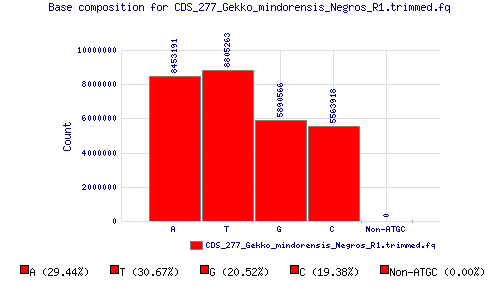 Base composition for CDS_277_Gekko_mindorensis_Negros_R1.trimmed.fq
10000000
8000000
6000000
4000000
2000000
0
Count
8453191
8805263
5890566
5563918
0
A T G C Non-ATGC
CDS_277_Gekko_mindorensis_Negros_R1.trimmed.fq
A (29.44%) T (30.67%) G (20.52%) C (19.38%) Non-ATGC (0.00%)